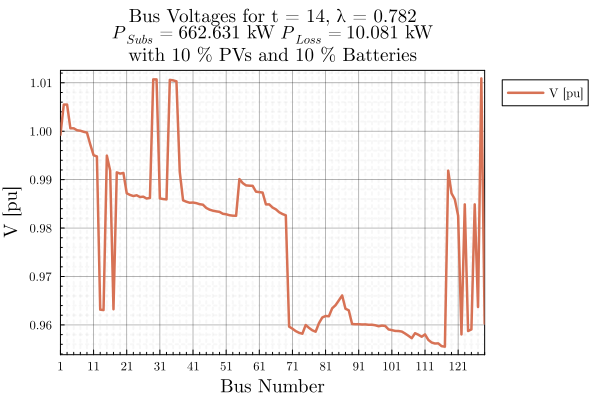 Bus Voltages for t = 14, λ = 0.782
P_Subs = 662.631 kW P_Loss = 10.081 kW
with 10 % PVs and 10 % Batteries
V [pu]
1.01
1.00
0.99
0.98
0.97
0.96
V [pu]
1 11 21 31 41 51 61 71 81 91 101 111 121
Bus Number